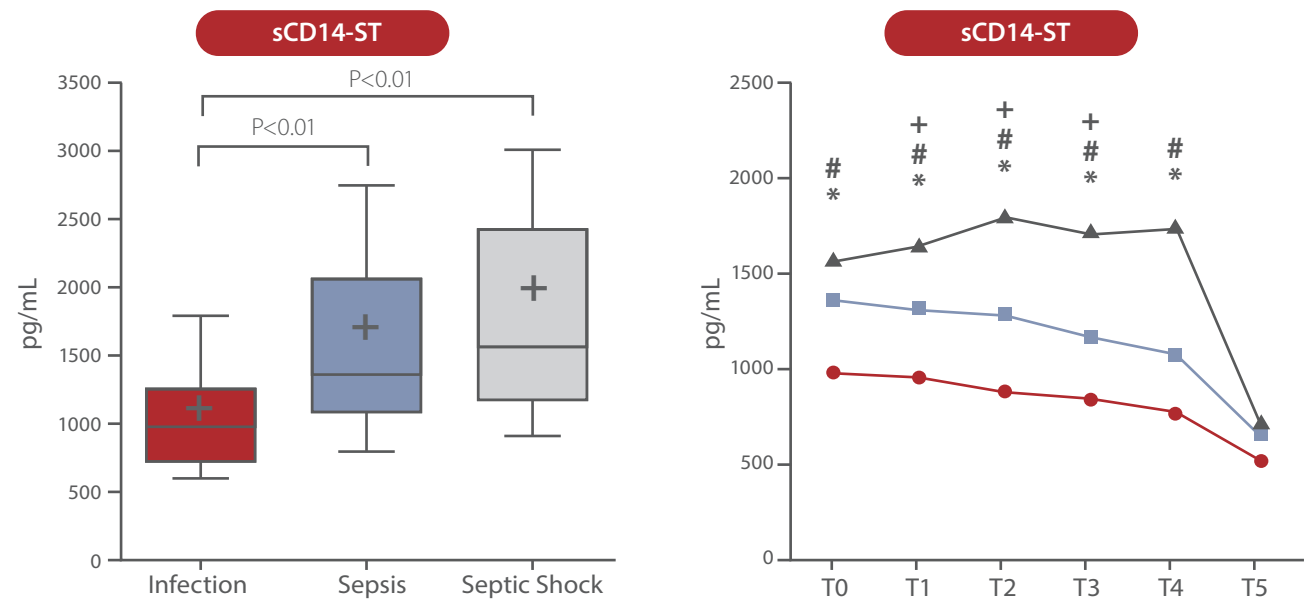 sCD14-ST
3500
3000
2500
2000
1500
1000
500
0
pg/mL
P<0.01
P<0.01
Infection
Sepsis
Septic Shock
sCD14-ST
2500
2000
1500
1000
500
0
pg/mL
#
*
+
#
*
+
#
*
+
#
*
#
*
T0
T1
T2
T3
T4
T5